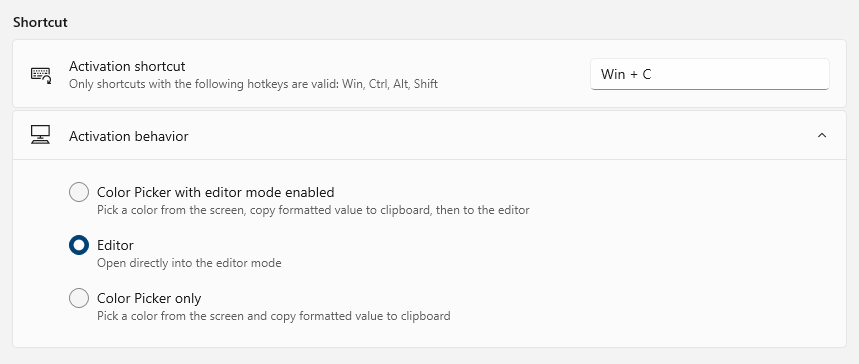 Shortcut
Activation shortcut
Only shortcuts with the following hotkeys are valid: Win, Ctrl, Alt, Shift
Win + C
Activation behavior
Color Picker with editor mode enabled
Pick a color from the screen, copy formatted value to clipboard, then to the editor
Editor
Open directly into the editor mode
Color Picker only
Pick a color from the screen and copy formatted value to clipboard